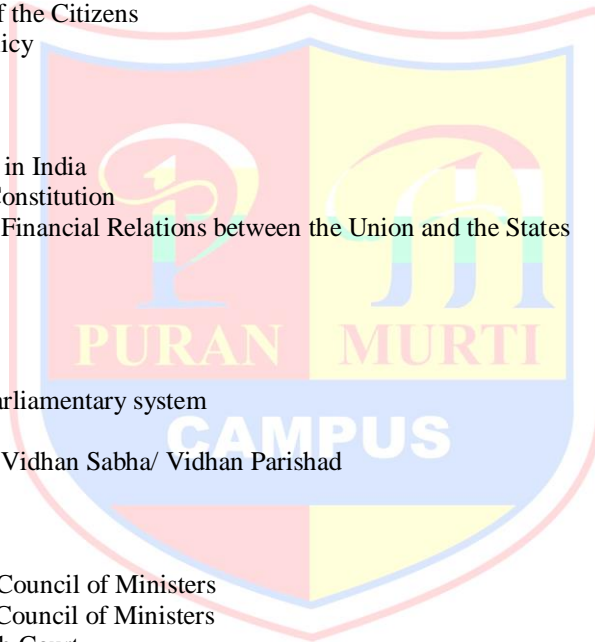 f the Citizens
icy
in India
Constitution
Financial Relations between the Union and the States
PURAN MURTI
arliamentary system
CAMPUS
Vidhan Sabha/ Vidhan Parishad
Council of Ministers
Council of Ministers